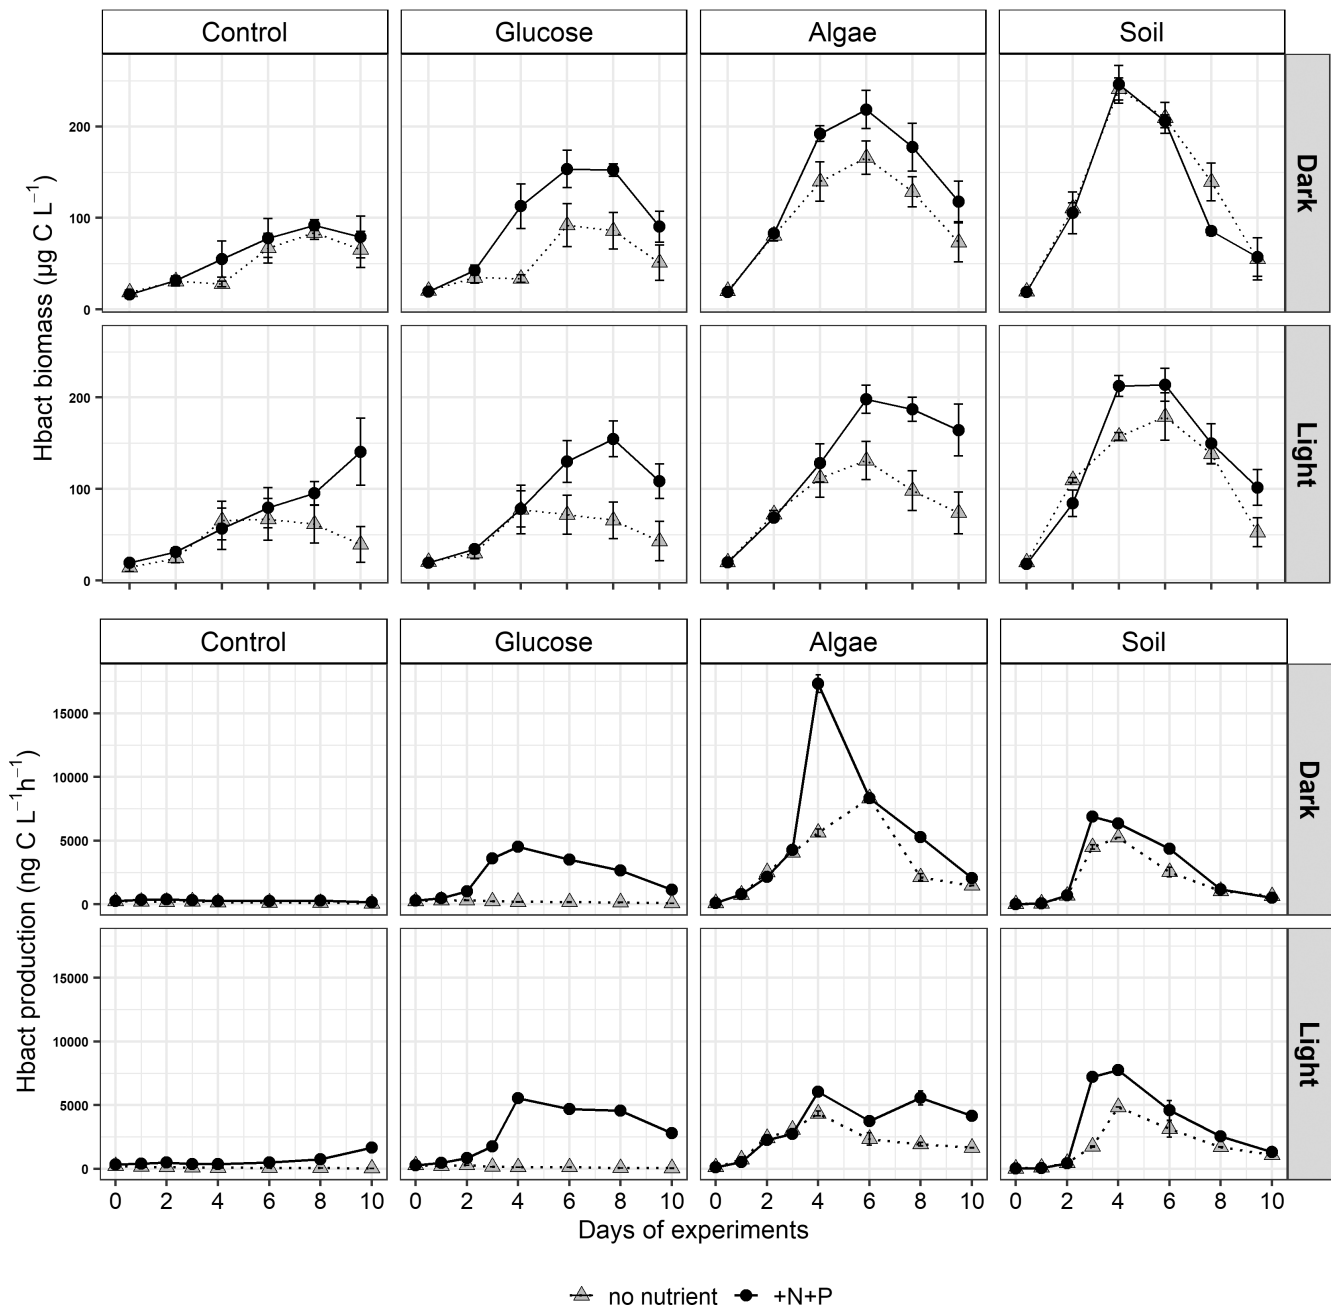 Control Glucose Algae Soil
Hbact biomass (µg C L⁻¹)
200
100
0
Dark
200
100
0
Light
Control Glucose Algae Soil
Hbact production (ng C L⁻¹h⁻¹)
15000
10000
5000
0
Dark
15000
10000
5000
0
Light
0 2 4 6 8 10 0 2 4 6 8 10 0 2 4 6 8 10 0 2 4 6 8 10
Days of experiments
no nutrient +N+P